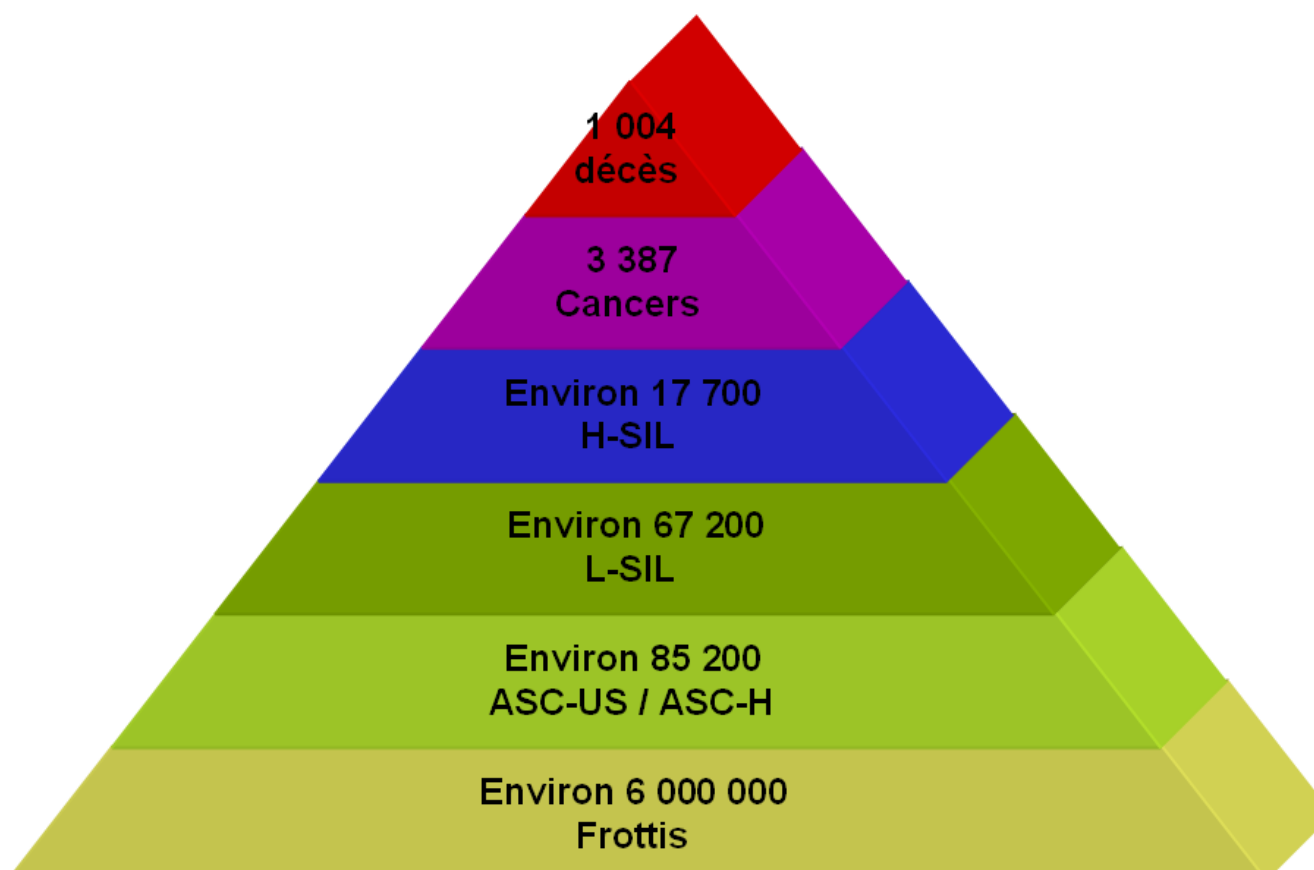 1 004
décès
3 387
Cancers
Environ 17 700
H-SIL
Environ 67 200
L-SIL
Environ 85 200
ASC-US / ASC-H
Environ 6 000 000
Frottis